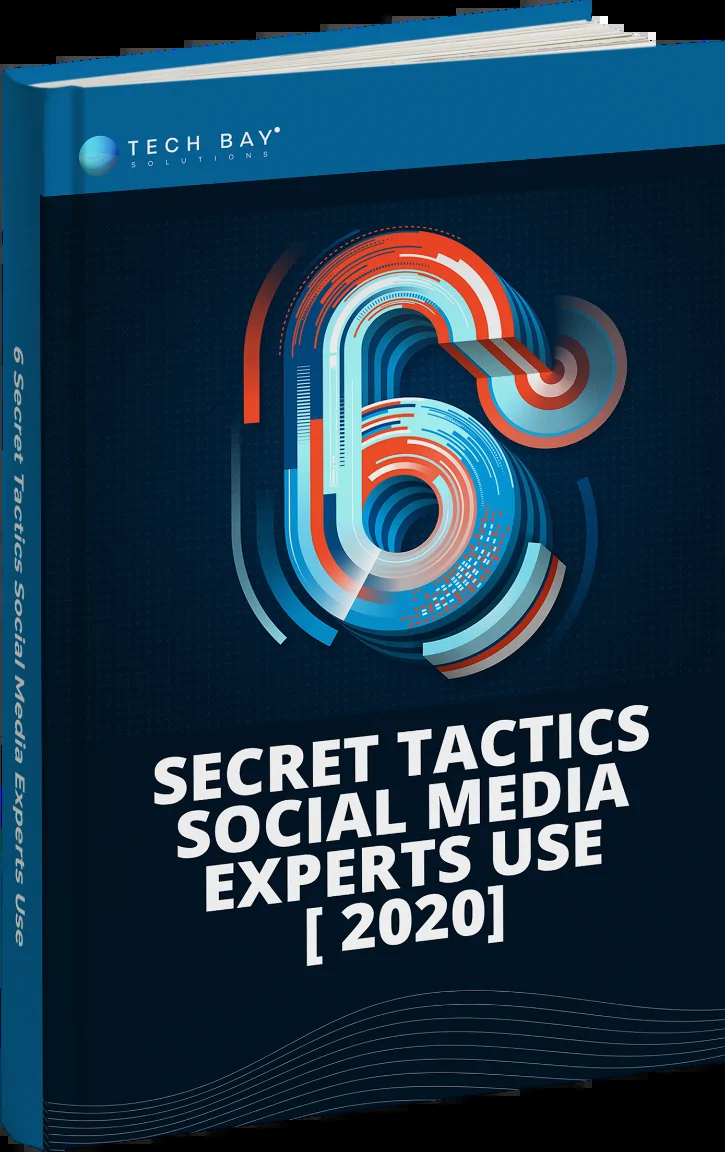 TECH BAY
SOLUTIONS
6
SECRET TACTICS
SOCIAL MEDIA
EXPERTS USE
[ 2020]
6 Secret Tactics Social Media Experts Use